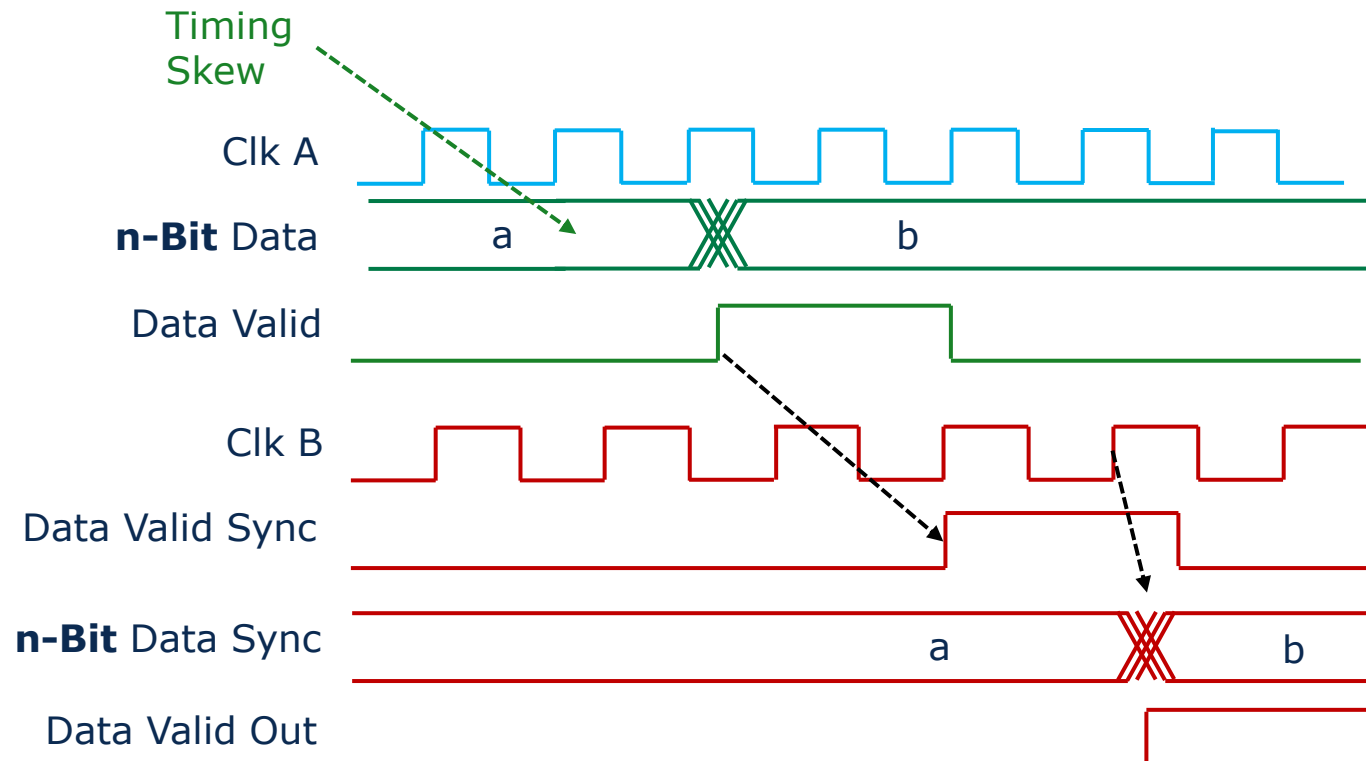 Timing
Skew
Clk A
n-Bit Data
a
b
Data Valid
Clk B
Data Valid Sync
n-Bit Data Sync
a
b
Data Valid Out